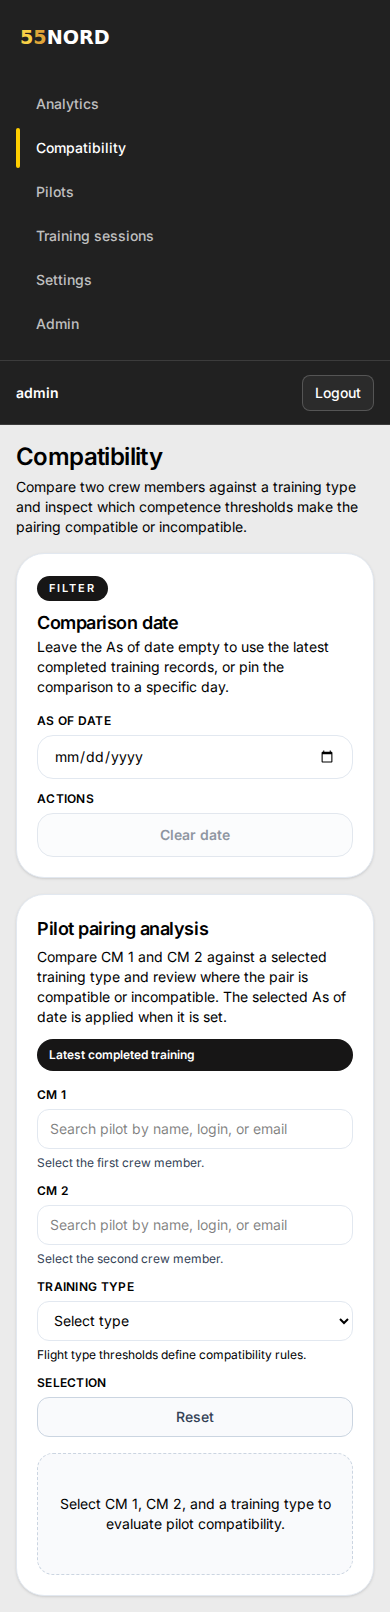 55NORD
Analytics
Compatibility
Pilots
Training sessions
Settings
Admin
admin
Logout
Compatibility
Compare two crew members against a training type
and inspect which competence thresholds make the
pairing compatible or incompatible.
FILTER
Comparison date
Leave the As of date empty to use the latest
completed training records, or pin the
comparison to a specific day.
AS OF DATE
mm/dd/yyyy
ACTIONS
Clear date
Pilot pairing analysis
Compare CM 1 and CM 2 against a selected
training type and review where the pair is
compatible or incompatible. The selected As of
date is applied when it is set.
Latest completed training
CM 1
Search pilot by name, login, or email
Select the first crew member.
CM 2
Search pilot by name, login, or email
Select the second crew member.
TRAINING TYPE
Select type
Flight type thresholds define compatibility rules.
SELECTION
Reset
Select CM 1, CM 2, and a training type to
evaluate pilot compatibility.